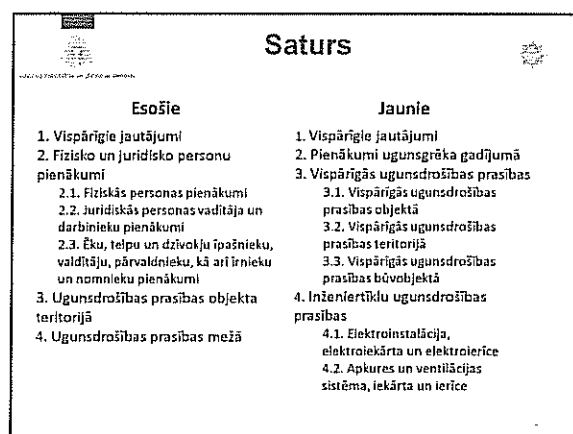 Saturs
Esošie
1. Vispārīgie jautājumi
2. Fizisko un juridisko personu
pienākumi
2.1. Fiziskās personas pienākumi
2.2. Juridiskās personas vadītāja un
darbinieku pienākumi
2.3. Ēku, telpu un dzīvokļu īpašnieku,
valdītāju, pārvaldnieku, kā arī īrnieku
un nomnieku pienākumi
3. Ugunsdrošības prasības objekta
teritorijā
4. Ugunsdrošības prasības mežā
Jaunie
1. Vispārīgie jautājumi
2. Pienākumi ugunsgrēka gadījumā
3. Vispārīgās ugunsdrošības prasības
3.1. Vispārīgās ugunsdrošības
prasības objektā
3.2. Vispārīgās ugunsdrošības
prasības teritorijā
3.3. Vispārīgās ugunsdrošības
prasības būvobjektā
4. Inženiertīklu ugunsdrošības
prasības
4.1. Elektroinstalācija,
elektroiekārta un elektroierīce
4.2. Apkures un ventilācijas
sistēma, iekārta un ierīce